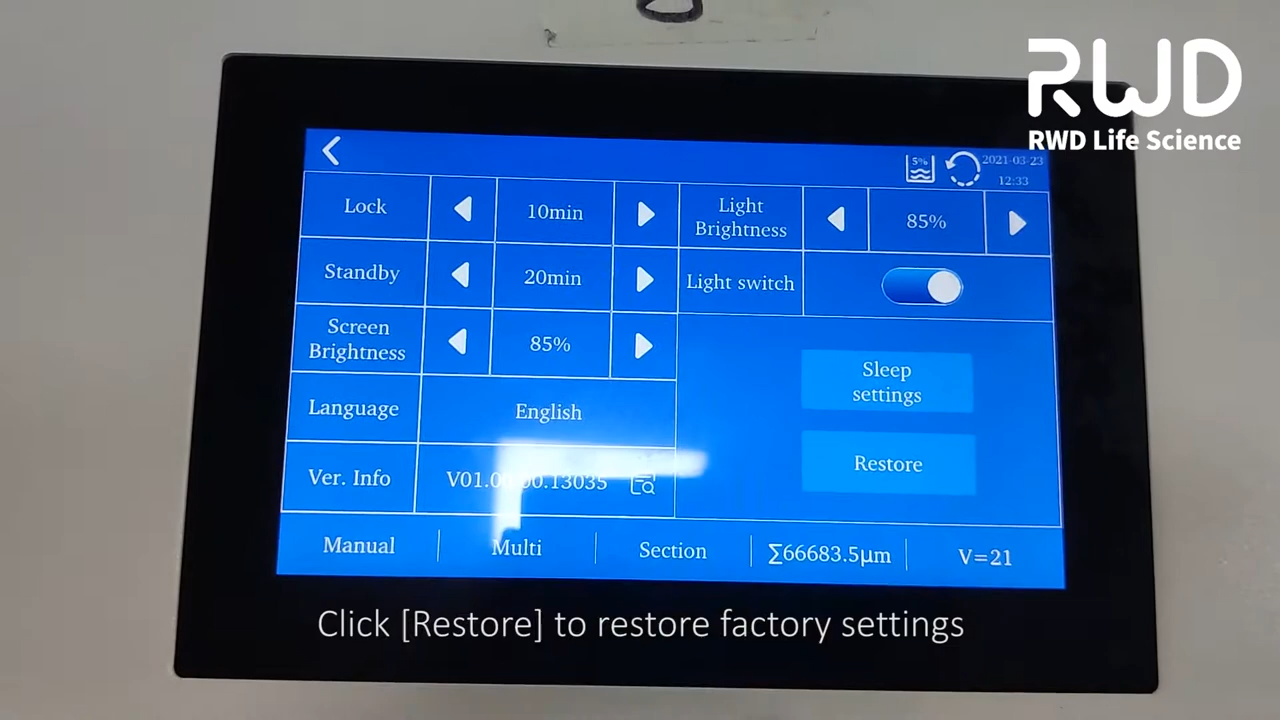 RWD
RWD Life Science
5%
2021-03-23
12:33
Lock
10min
Light
Brightness
85%
Standby
20min
Light switch
Screen
Brightness
85%
Sleep
settings
Language
English
Restore
Ver. Info
Manual
Multi
Section
∑66683.5μm
V=21
Click [Restore] to restore factory settings